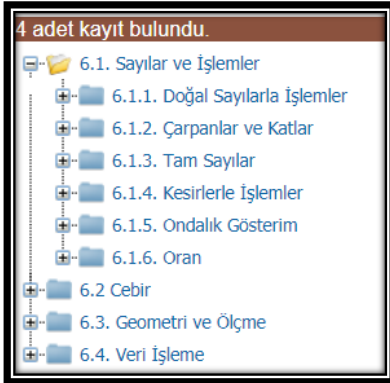 4 adet kayıt bulundu.
6.1. Sayılar ve İşlemler
6.1.1. Doğal Sayılarla İşlemler
6.1.2. Çarpanlar ve Katlar
6.1.3. Tam Sayılar
6.1.4. Kesirlerle İşlemler
6.1.5. Ondalık Gösterim
6.1.6. Oran
6.2 Cebir
6.3. Geometri ve Ölçme
6.4. Veri İşleme